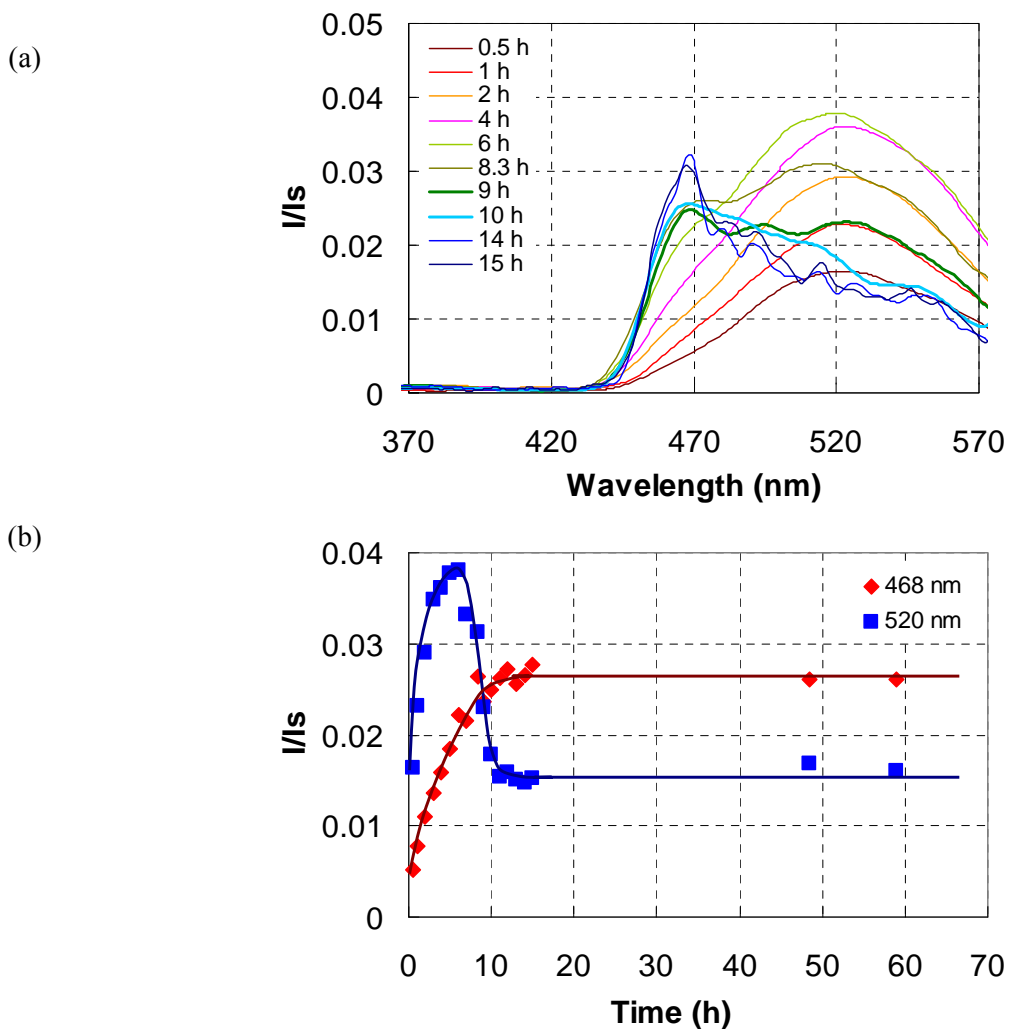 (a)
0.05
0.04
0.03
0.02
0.01
0
I/Is
0.5 h
1 h
2 h
4 h
6 h
8.3 h
9 h
10 h
14 h
15 h
370 420 470 520 570
Wavelength (nm)
(b)
0.04
0.03
0.02
0.01
0
I/Is
468 nm
520 nm
0 10 20 30 40 50 60 70
Time (h)